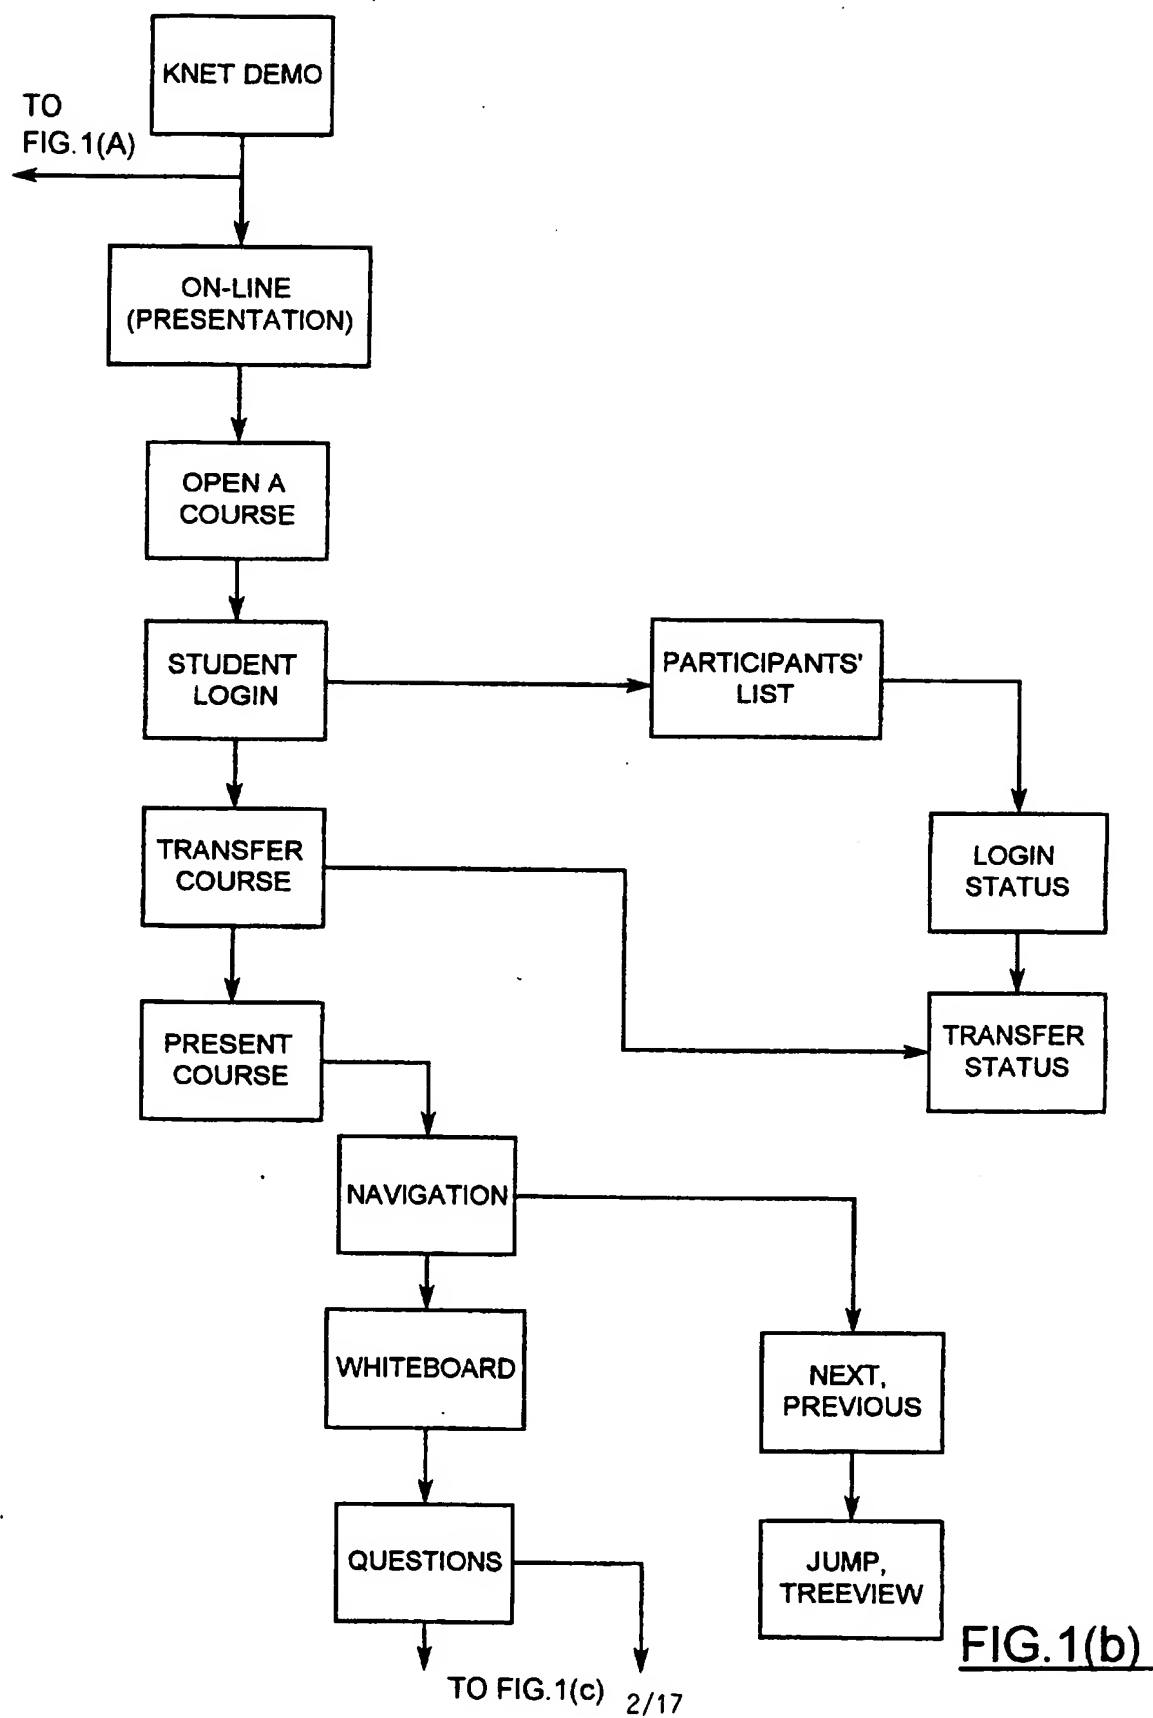 KNET DEMO
TO
FIG.1(A)
ON-LINE
(PRESENTATION)
OPEN A
COURSE
STUDENT
LOGIN
PARTICIPANTS'
LIST
TRANSFER
COURSE
LOGIN
STATUS
PRESENT
COURSE
TRANSFER
STATUS
NAVIGATION
WHITEBOARD
NEXT,
PREVIOUS
QUESTIONS
JUMP,
TREEVIEW
FIG.1(b)
TO FIG.1(c)
2/17